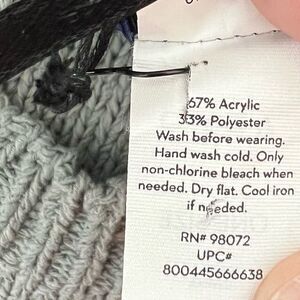 67% Acrylic
33% Polyester
Wash before wearing.
Hand wash cold. Only
non-chlorine bleach when
needed. Dry flat. Cool iron
if needed.
RN# 98072
UPC#
800445666638